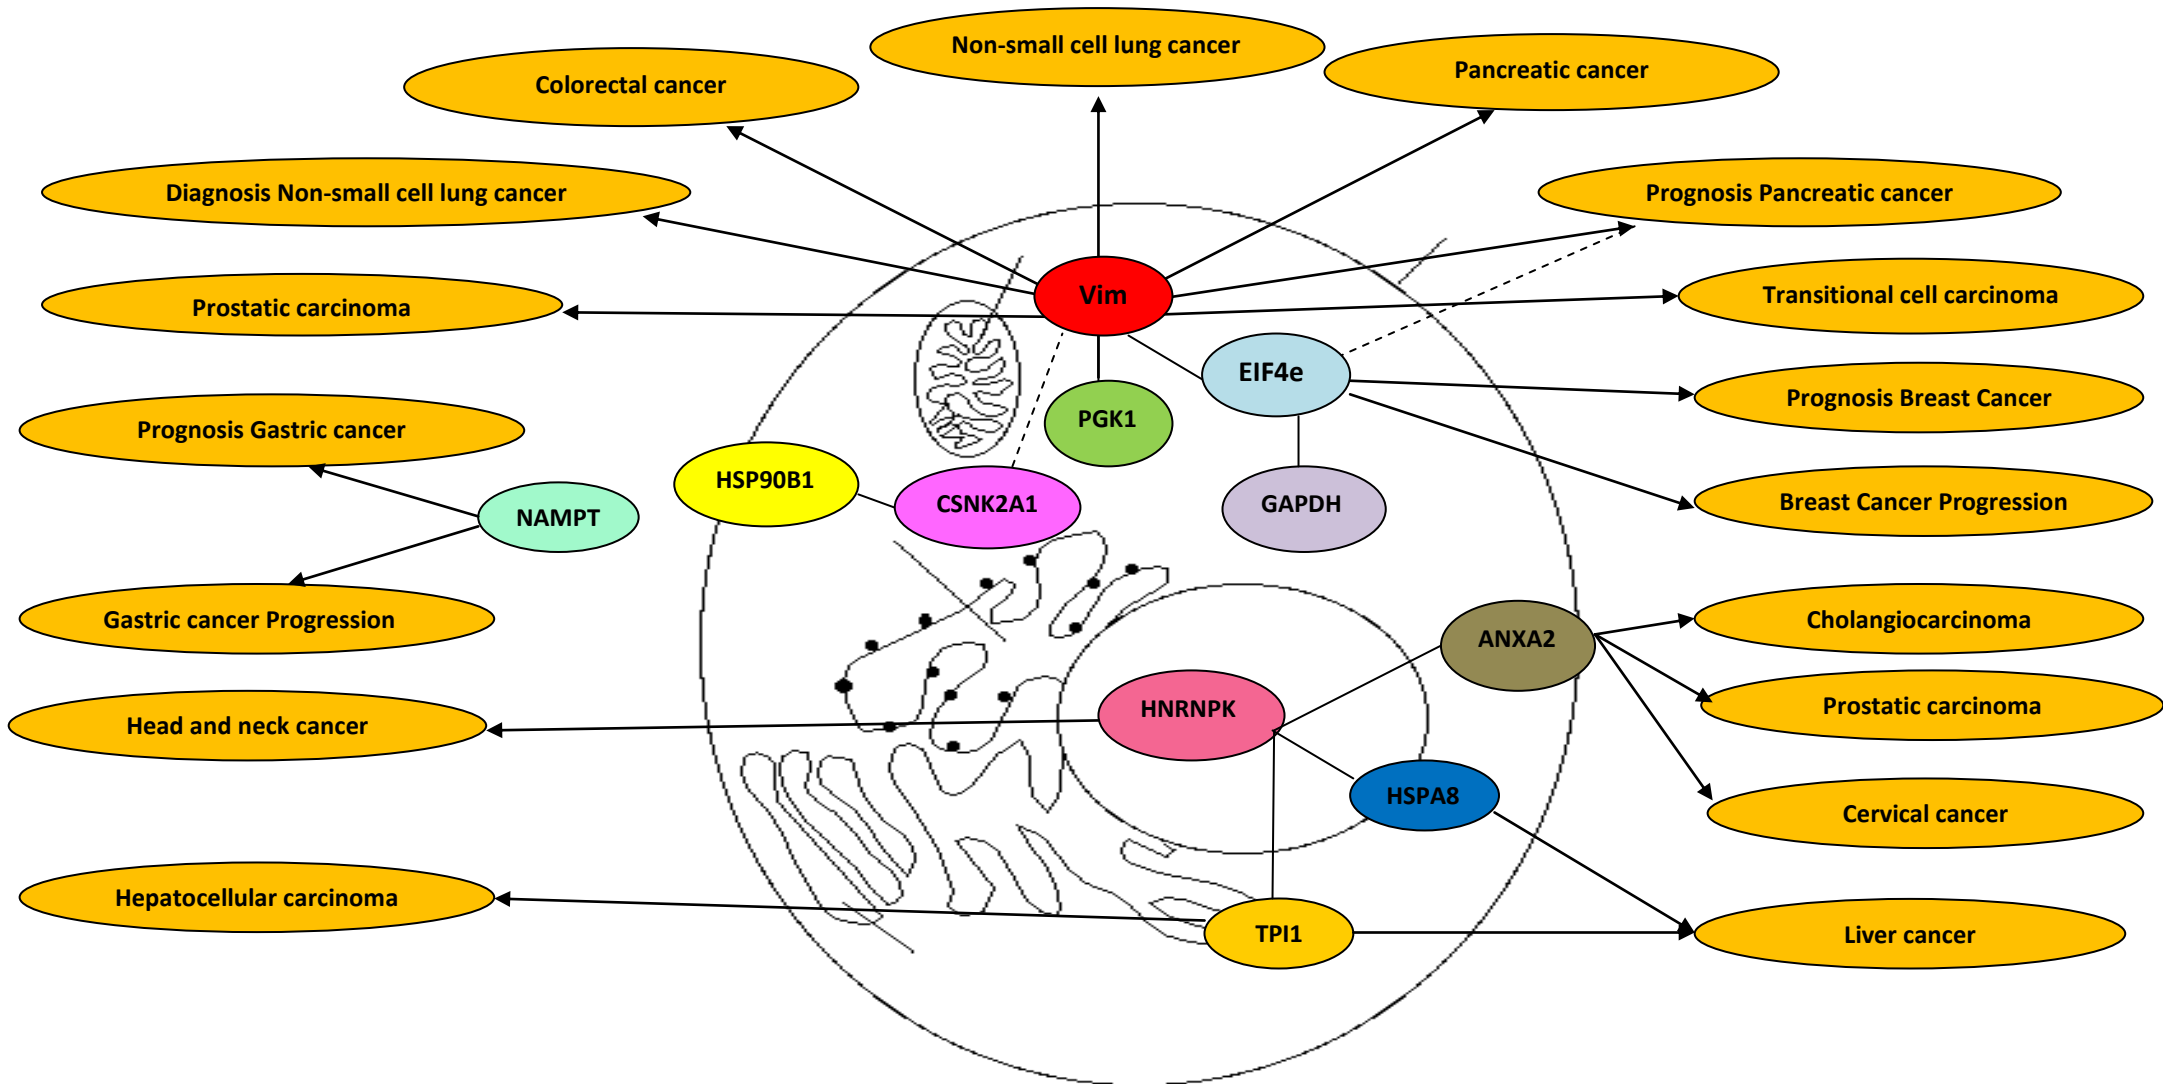 Non-small cell lung cancer
Colorectal cancer
Pancreatic cancer
Diagnosis Non-small cell lung cancer
Prognosis Pancreatic cancer
Vim
Transitional cell carcinoma
Prostatic carcinoma
EIF4e
Prognosis Breast Cancer
PGK1
Prognosis Gastric cancer
HSP90B1
CSNK2A1
GAPDH
Breast Cancer Progression
NAMPT
Gastric cancer Progression
Cholangiocarcinoma
ANXA2
HNRNPK
Prostatic carcinoma
Head and neck cancer
HSPA8
Cervical cancer
Hepatocellular carcinoma
TPI1
Liver cancer